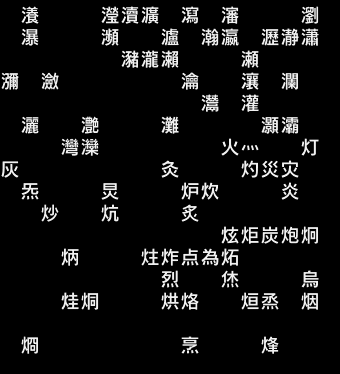 瀁 瀅瀆瀇 瀉 瀋 瀏
瀑 瀕 瀘 瀚瀛 瀝瀞瀟
瀦瀧瀨 瀬
瀰 瀲 瀹 瀼 瀾
灊 灌
灑 灔 灘 灝灞
灣灤 火灬 灯
灰 灸 灼災灾
炁 炅 炉炊 炎
炒 炕 炙
炫炬炭炮炯
炳 炷炸点為炻
烈 烋 烏
烓烔 烘烙 烜烝 烟
烱 烹 烽